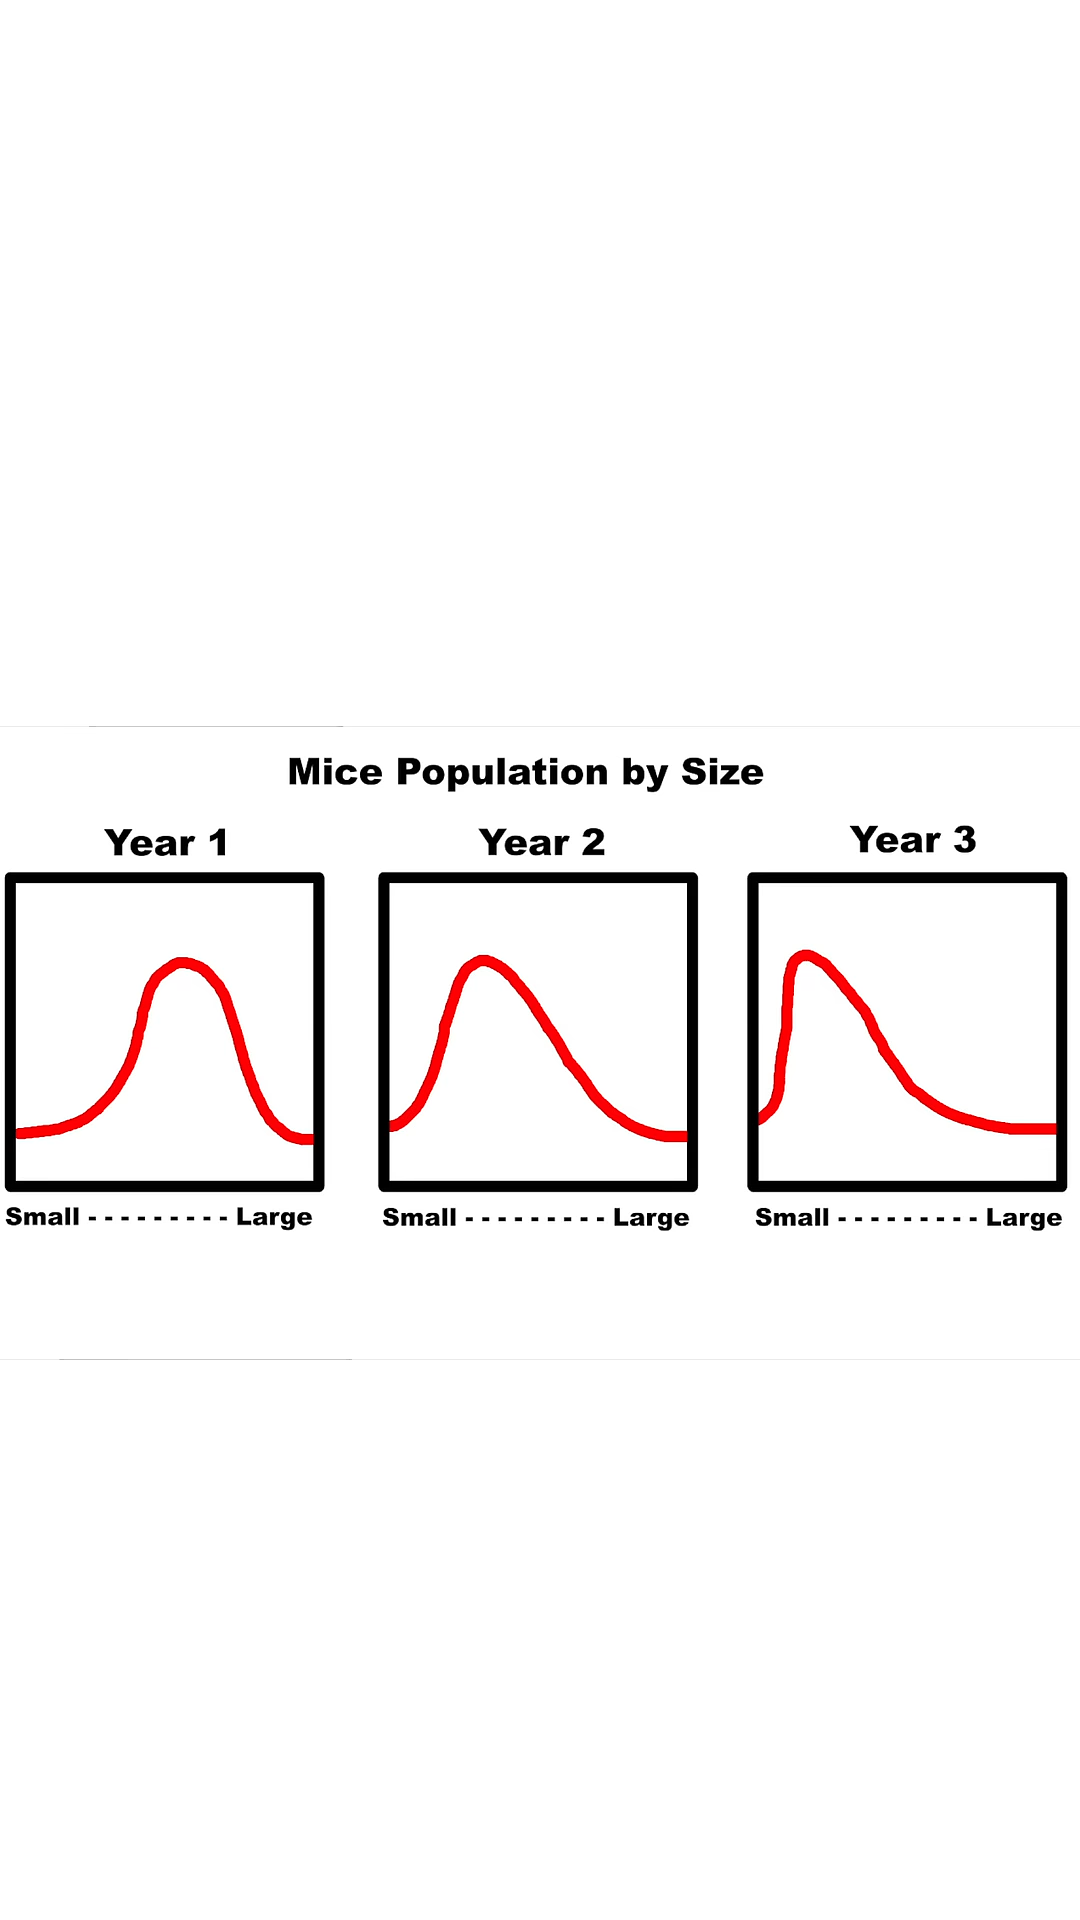 Mice Population by Size
Year 1 Year 2 Year 3
Small - - - - - - - - - Large Small - - - - - - - - - Large Small - - - - - - - - - Large